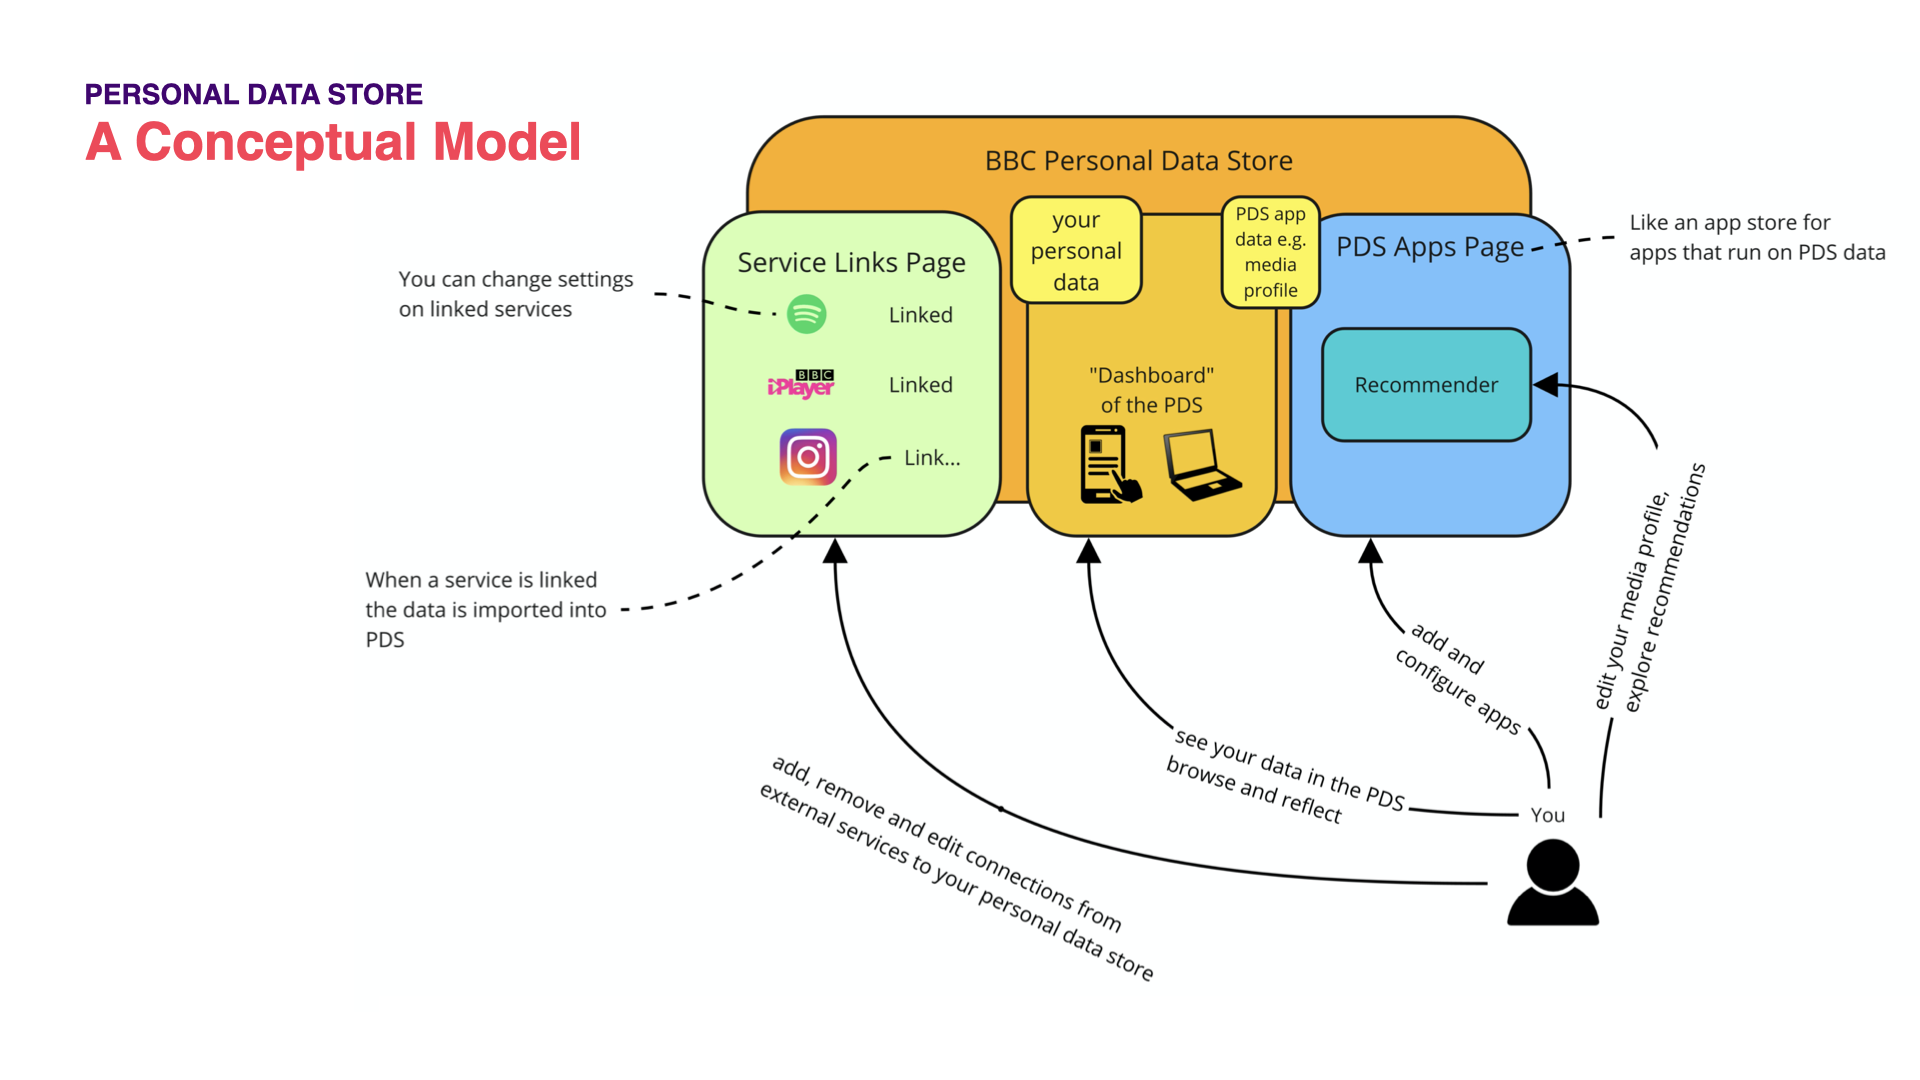 PERSONAL DATA STORE
A Conceptual Model
BBC Personal Data Store
your
personal
data
PDS app
data e.g.
media
profile
Service Links Page
Linked
BBC
iPlayer
Linked
Link...
"Dashboard"
of the PDS
PDS Apps Page
Recommender
Like an app store for
apps that run on PDS data
You can change settings
on linked services
When a service is linked
the data is imported into
PDS
add, remove and edit connections from
external services to your personal data store
see your data in the PDS
browse and reflect
add and
configure apps
edit your media profile,
explore recommendations
You